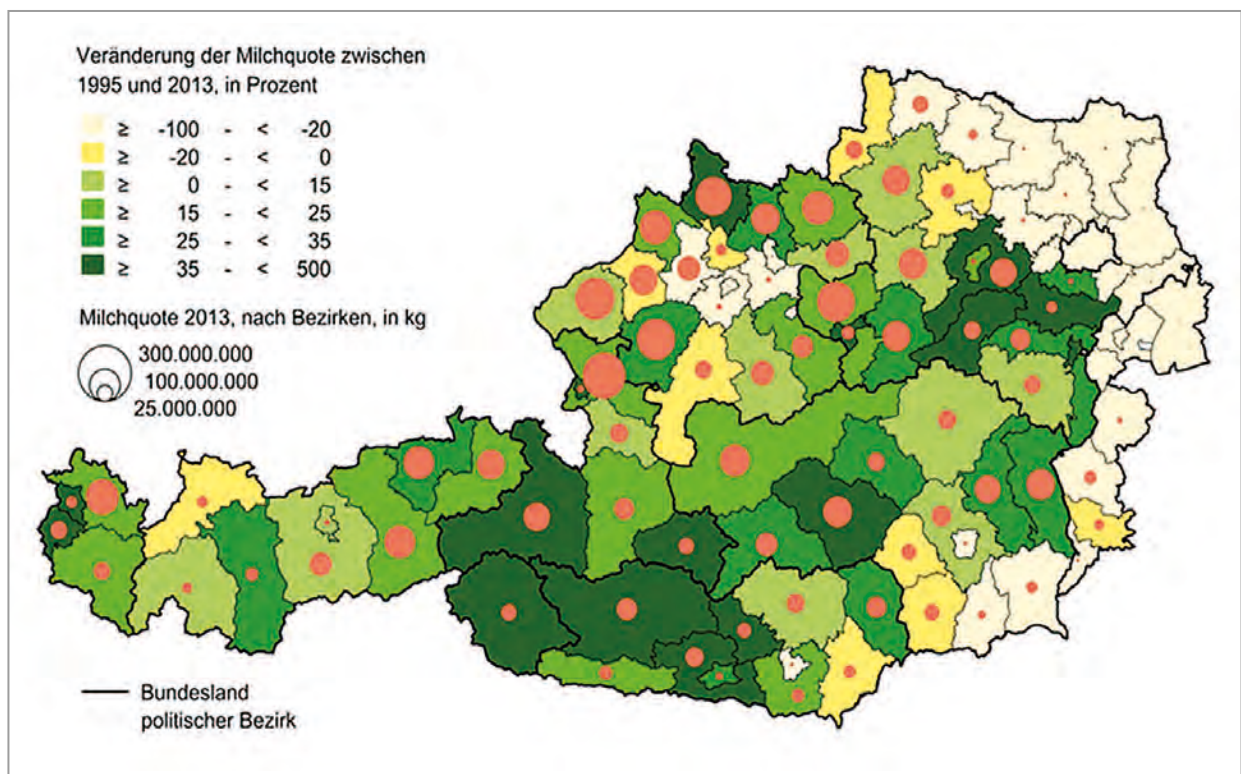 Veränderung der Milchquote zwischen
1995 und 2013, in Prozent
≥ -100 - < -20
≥ -20 - < 0
≥ 0 - < 15
≥ 15 - < 25
≥ 25 - < 35
≥ 35 - < 500
Milchquote 2013, nach Bezirken, in kg
300.000.000
100.000.000
25.000.000
Bundesland
politischer Bezirk